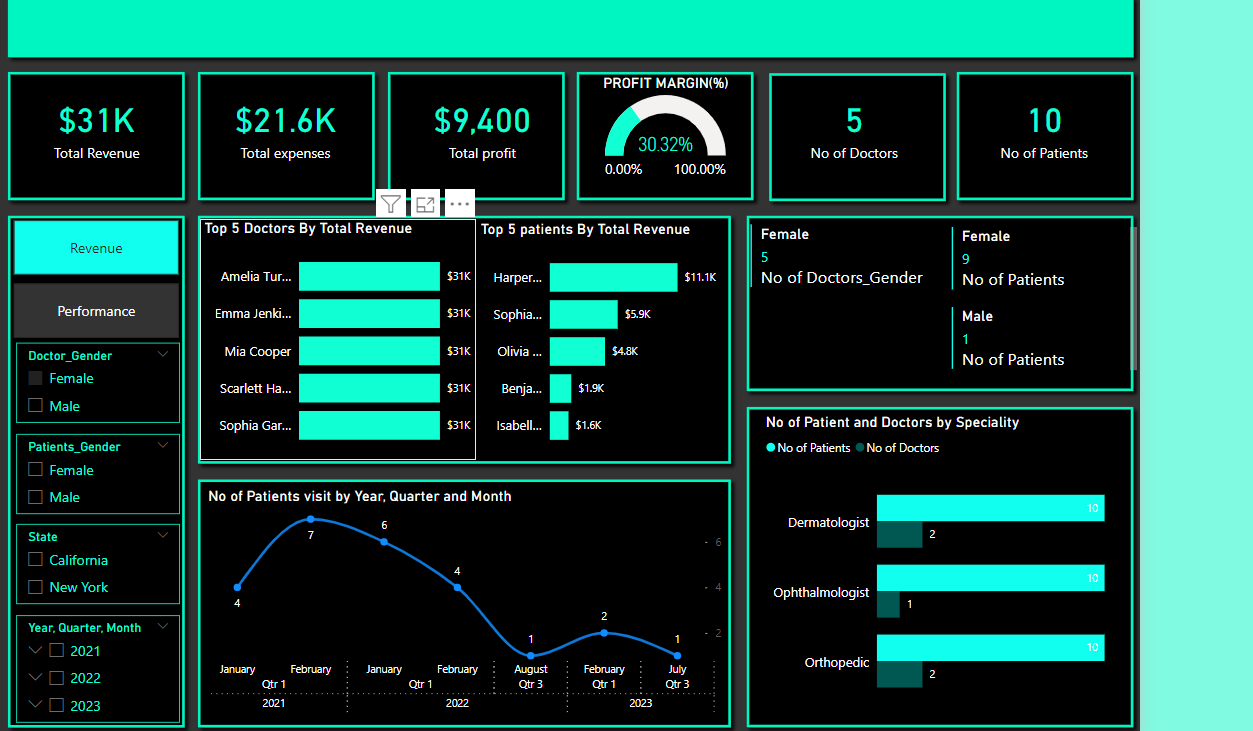 $31K
Total Revenue
$21.6K
Total expenses
$9,400
Total profit
PROFIT MARGIN(%)
30.32%
0.00% 100.00%
5
No of Doctors
10
No of Patients
Revenue
Performance
Doctor_Gender
Female
Male
Patients_Gender
Female
Male
State
California
New York
Year, Quarter, Month
2021
2022
2023
Top 5 Doctors By Total Revenue
Amelia Tur... $31K
Emma Jenki... $31K
Mia Cooper $31K
Scarlett Ha... $31K
Sophia Gar... $31K
Top 5 patients By Total Revenue
Harper... $11.1K
Sophia... $5.9K
Olivia ... $4.8K
Benja... $1.9K
Isabell... $1.6K
Female
5
No of Doctors_Gender
Female
9
No of Patients
Male
1
No of Patients
No of Patients visit by Year, Quarter and Month
4 7 6 4 1 2 1
6
4
2
January February January February August February July
Qtr 1 Qtr 1 Qtr 3 Qtr 1 Qtr 3
2021 2022 2023
No of Patient and Doctors by Speciality
No of Patients No of Doctors
Dermatologist 10
2
Ophthalmologist 10
1
Orthopedic 10
2